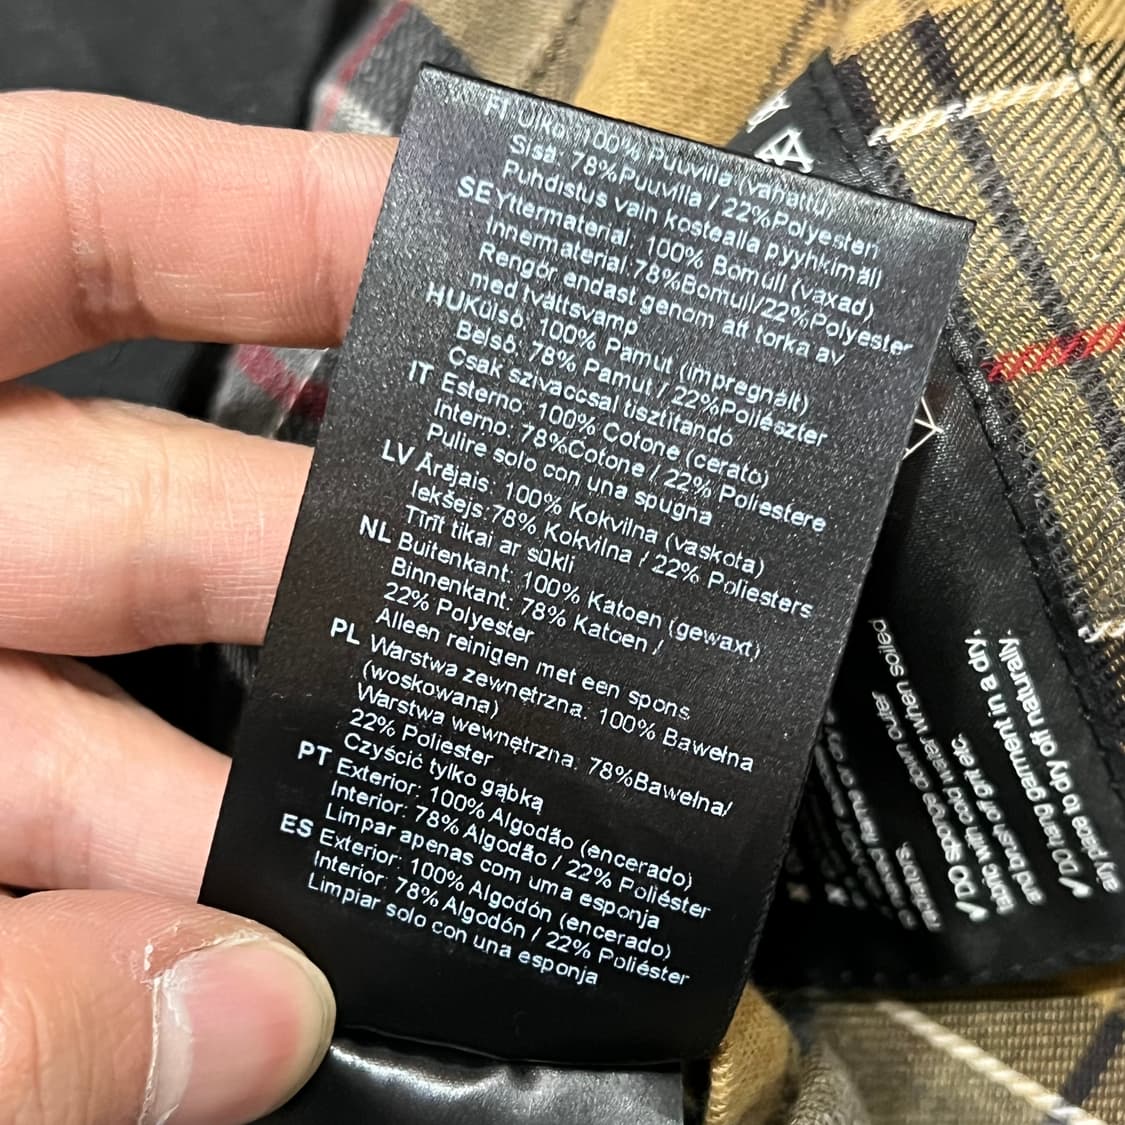 FI Ulko: 100% Puuvilla (vahattu)
Sisä: 78%Puuvilla / 22%Polyesteri
Puhdistus vain kostealla pyyhkimäll
SE Yttermaterial: 100% Bomull (vaxad)
Innermaterial:78%Bomull/22%Polyester
Rengör endast genom att torka av
med tvättsvamp
HU Külső: 100% Pamut (impregnált)
Belső: 78% Pamut / 22%Poliészter
Csak szivaccsal tisztítandó
IT Esterno: 100% Cotone (cerato)
Interno: 78%Cotone / 22% Poliestere
Pulire solo con una spugna
LV Ārējais: 100% Kokvilna (vaskota)
Iekšējs:78% Kokvilna / 22% Poliesters
Tīrīt tikai ar sūkli
NL Buitenkant: 100% Katoen (gewaxt)
Binnenkant: 78% Katoen /
22% Polyester
Alleen reinigen met een spons
PL Warstwa zewnętrzna: 100% Bawełna
(woskowana)
Warstwa wewnętrzna: 78%Bawełna/
22% Poliester
Czyścić tylko gąbką
PT Exterior: 100% Algodão (encerado)
Interior: 78% Algodão / 22% Poliéster
Limpar apenas com uma esponja
ES Exterior: 100% Algodón (encerado)
Interior: 78% Algodón / 22% Poliéster
Limpiar solo con una esponja
✓ DO sponge down outer
fabric with cold water when soiled
and brush off grit etc.
✓ DO hang garment in a dry,
airy place to dry off naturally.